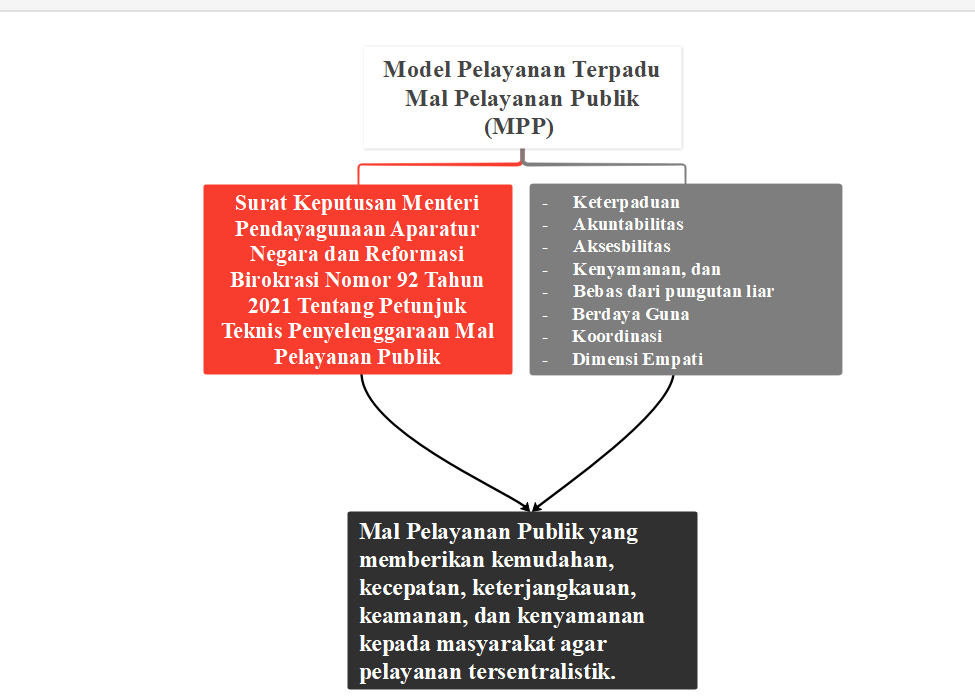 Model Pelayanan Terpadu
Mal Pelayanan Publik
(MPP)
Surat Keputusan Menteri
Pendayagunaan Aparatur
Negara dan Reformasi
Birokrasi Nomor 92 Tahun
2021 Tentang Petunjuk
Teknis Penyelenggaraan Mal
Pelayanan Publik
- Keterpaduan
- Akuntabilitas
- Aksesbilitas
- Kenyamanan, dan
- Bebas dari pungutan liar
- Berdaya Guna
- Koordinasi
- Dimensi Empati
Mal Pelayanan Publik yang
memberikan kemudahan,
kecepatan, keterjangkauan,
keamanan, dan kenyamanan
kepada masyarakat agar
pelayanan tersentralistik.